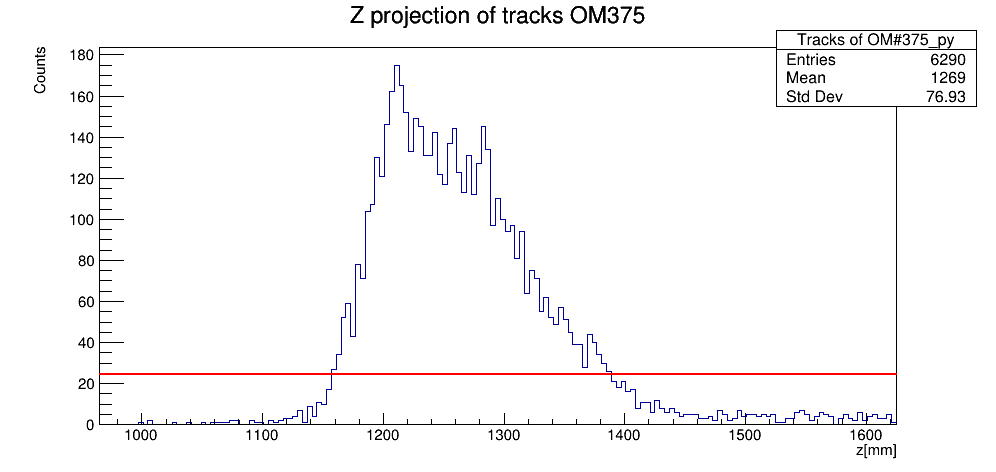 Z projection of tracks OM375
Tracks of OM#375_py
Entries 6290
Mean 1269
Std Dev 76.93
Counts
180
160
140
120
100
80
60
40
20
0
1000 1100 1200 1300 1400 1500 1600
z[mm]